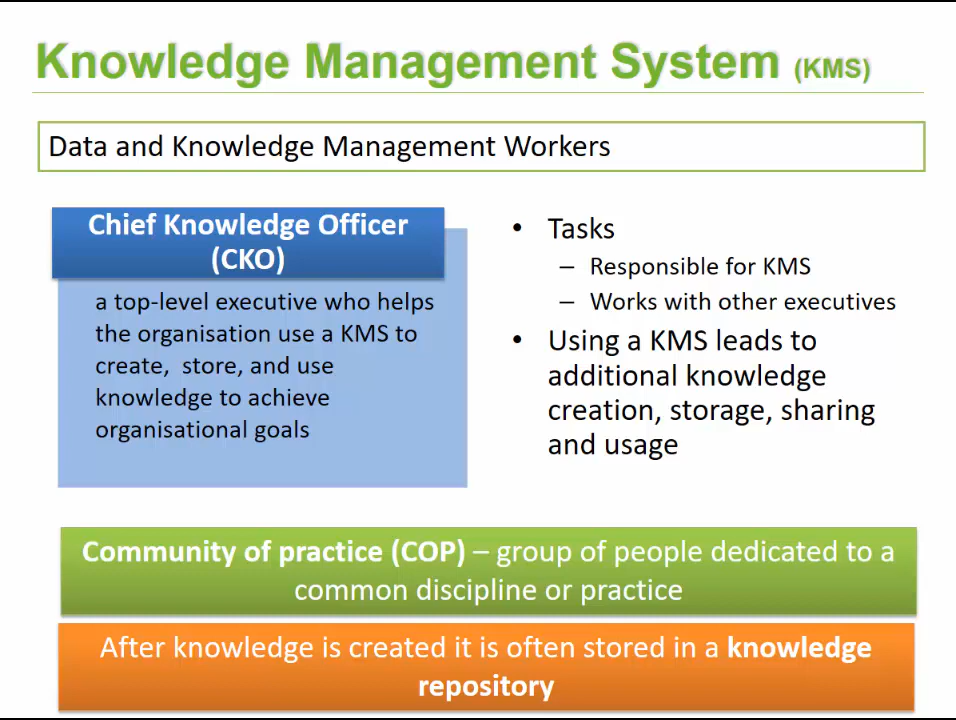 Knowledge Management System (KMS)
Data and Knowledge Management Workers
Chief Knowledge Officer
(CKO)
a top-level executive who helps
the organisation use a KMS to
create, store, and use
knowledge to achieve
organisational goals
• Tasks
– Responsible for KMS
– Works with other executives
• Using a KMS leads to
additional knowledge
creation, storage, sharing
and usage
Community of practice (COP) – group of people dedicated to a
common discipline or practice
After knowledge is created it is often stored in a knowledge
repository